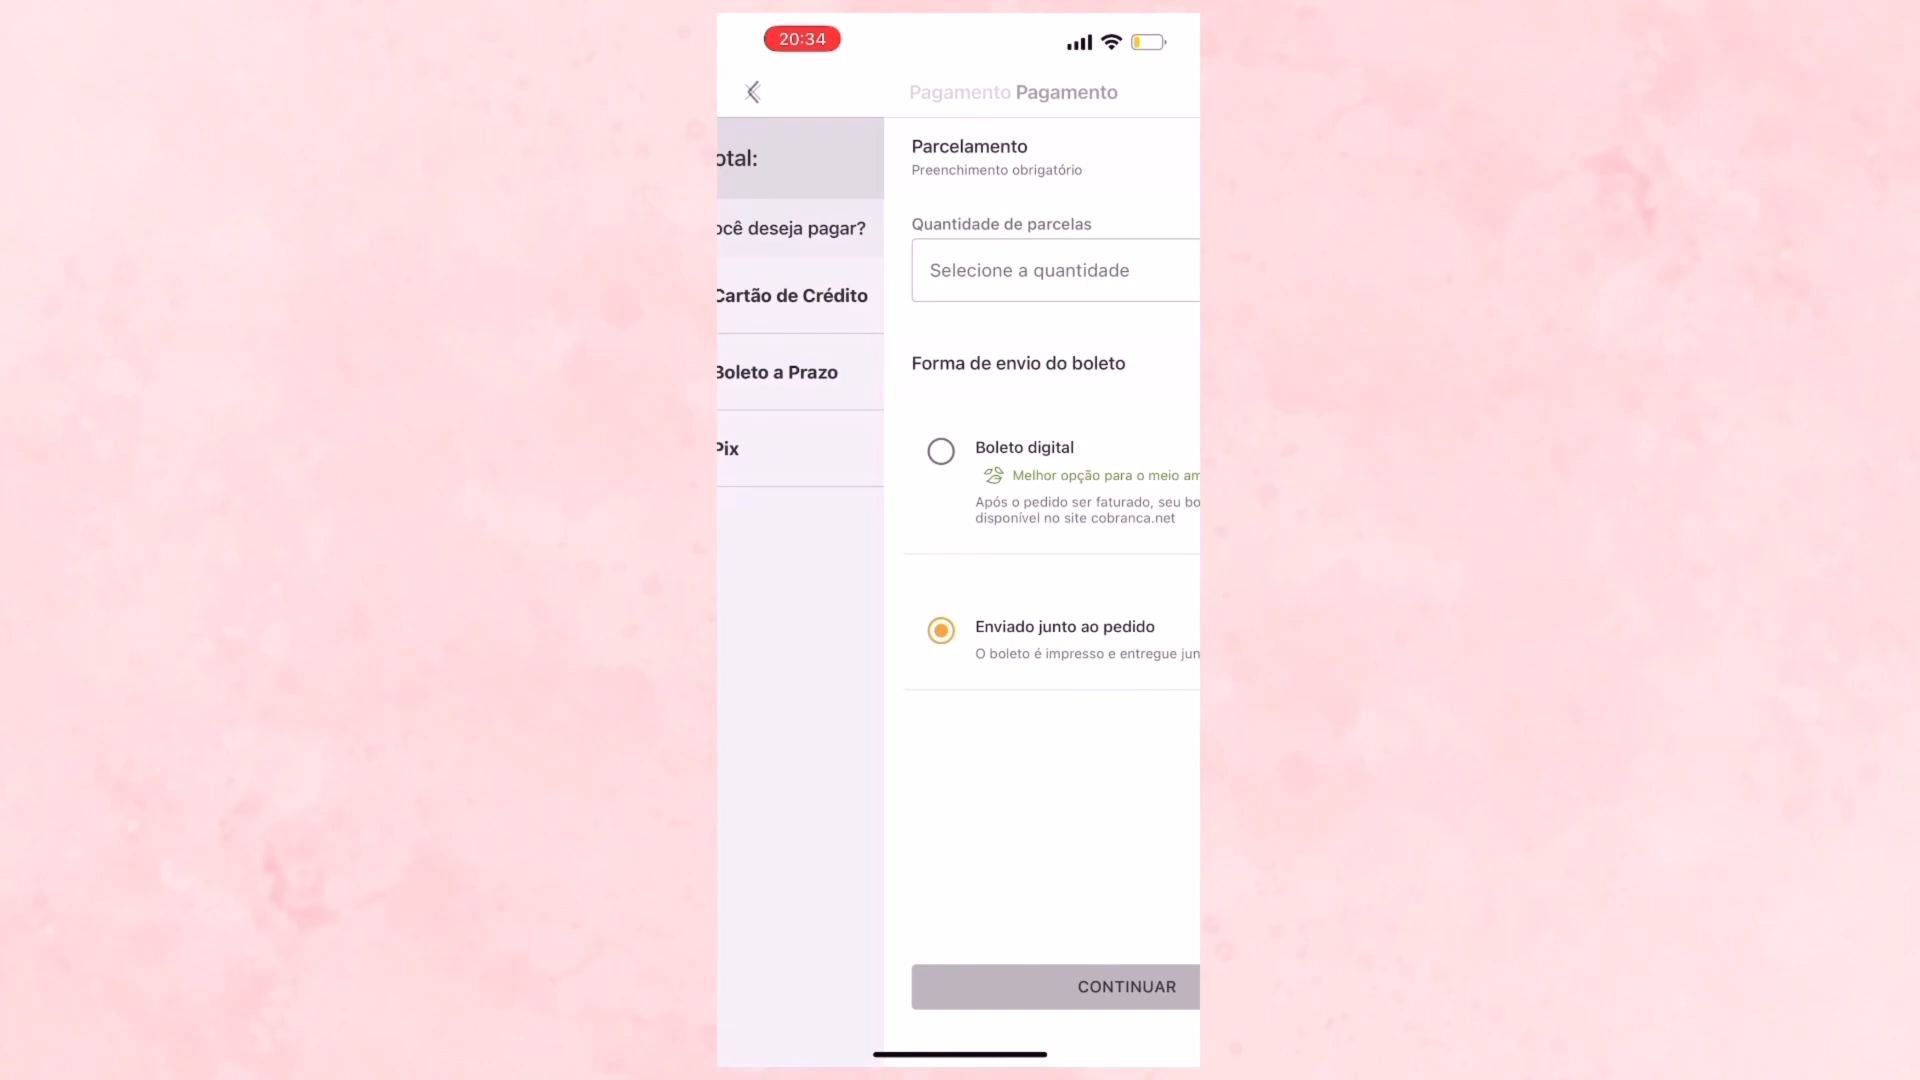 20:34
Pagamento Pagamento
otal:
ocê deseja pagar?
Cartão de Crédito
Boleto a Prazo
Pix
Parcelamento
Preenchimento obrigatório
Quantidade de parcelas
Selecione a quantidade
Forma de envio do boleto
Boleto digital
Melhor opção para o meio am
Após o pedido ser faturado, seu bo
disponível no site cobranca.net
Enviado junto ao pedido
O boleto é impresso e entregue jun
CONTINUAR